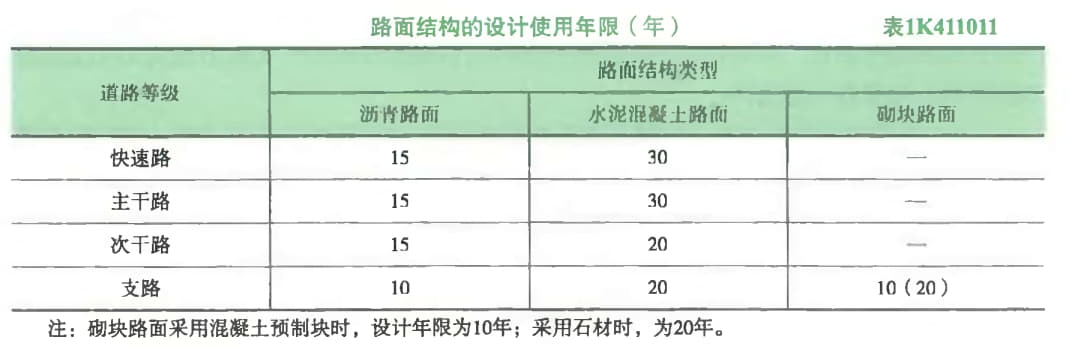 路面结构的设计使用年限（年） 表1K411011
道路等级 路面结构类型
沥青路面 水泥混凝土路面 砌块路面
快速路 15 30 —
主干路 15 30 —
次干路 15 20 —
支路 10 20 10（20）
注：砌块路面采用混凝土预制块时，设计年限为10年；采用石材时，为20年。